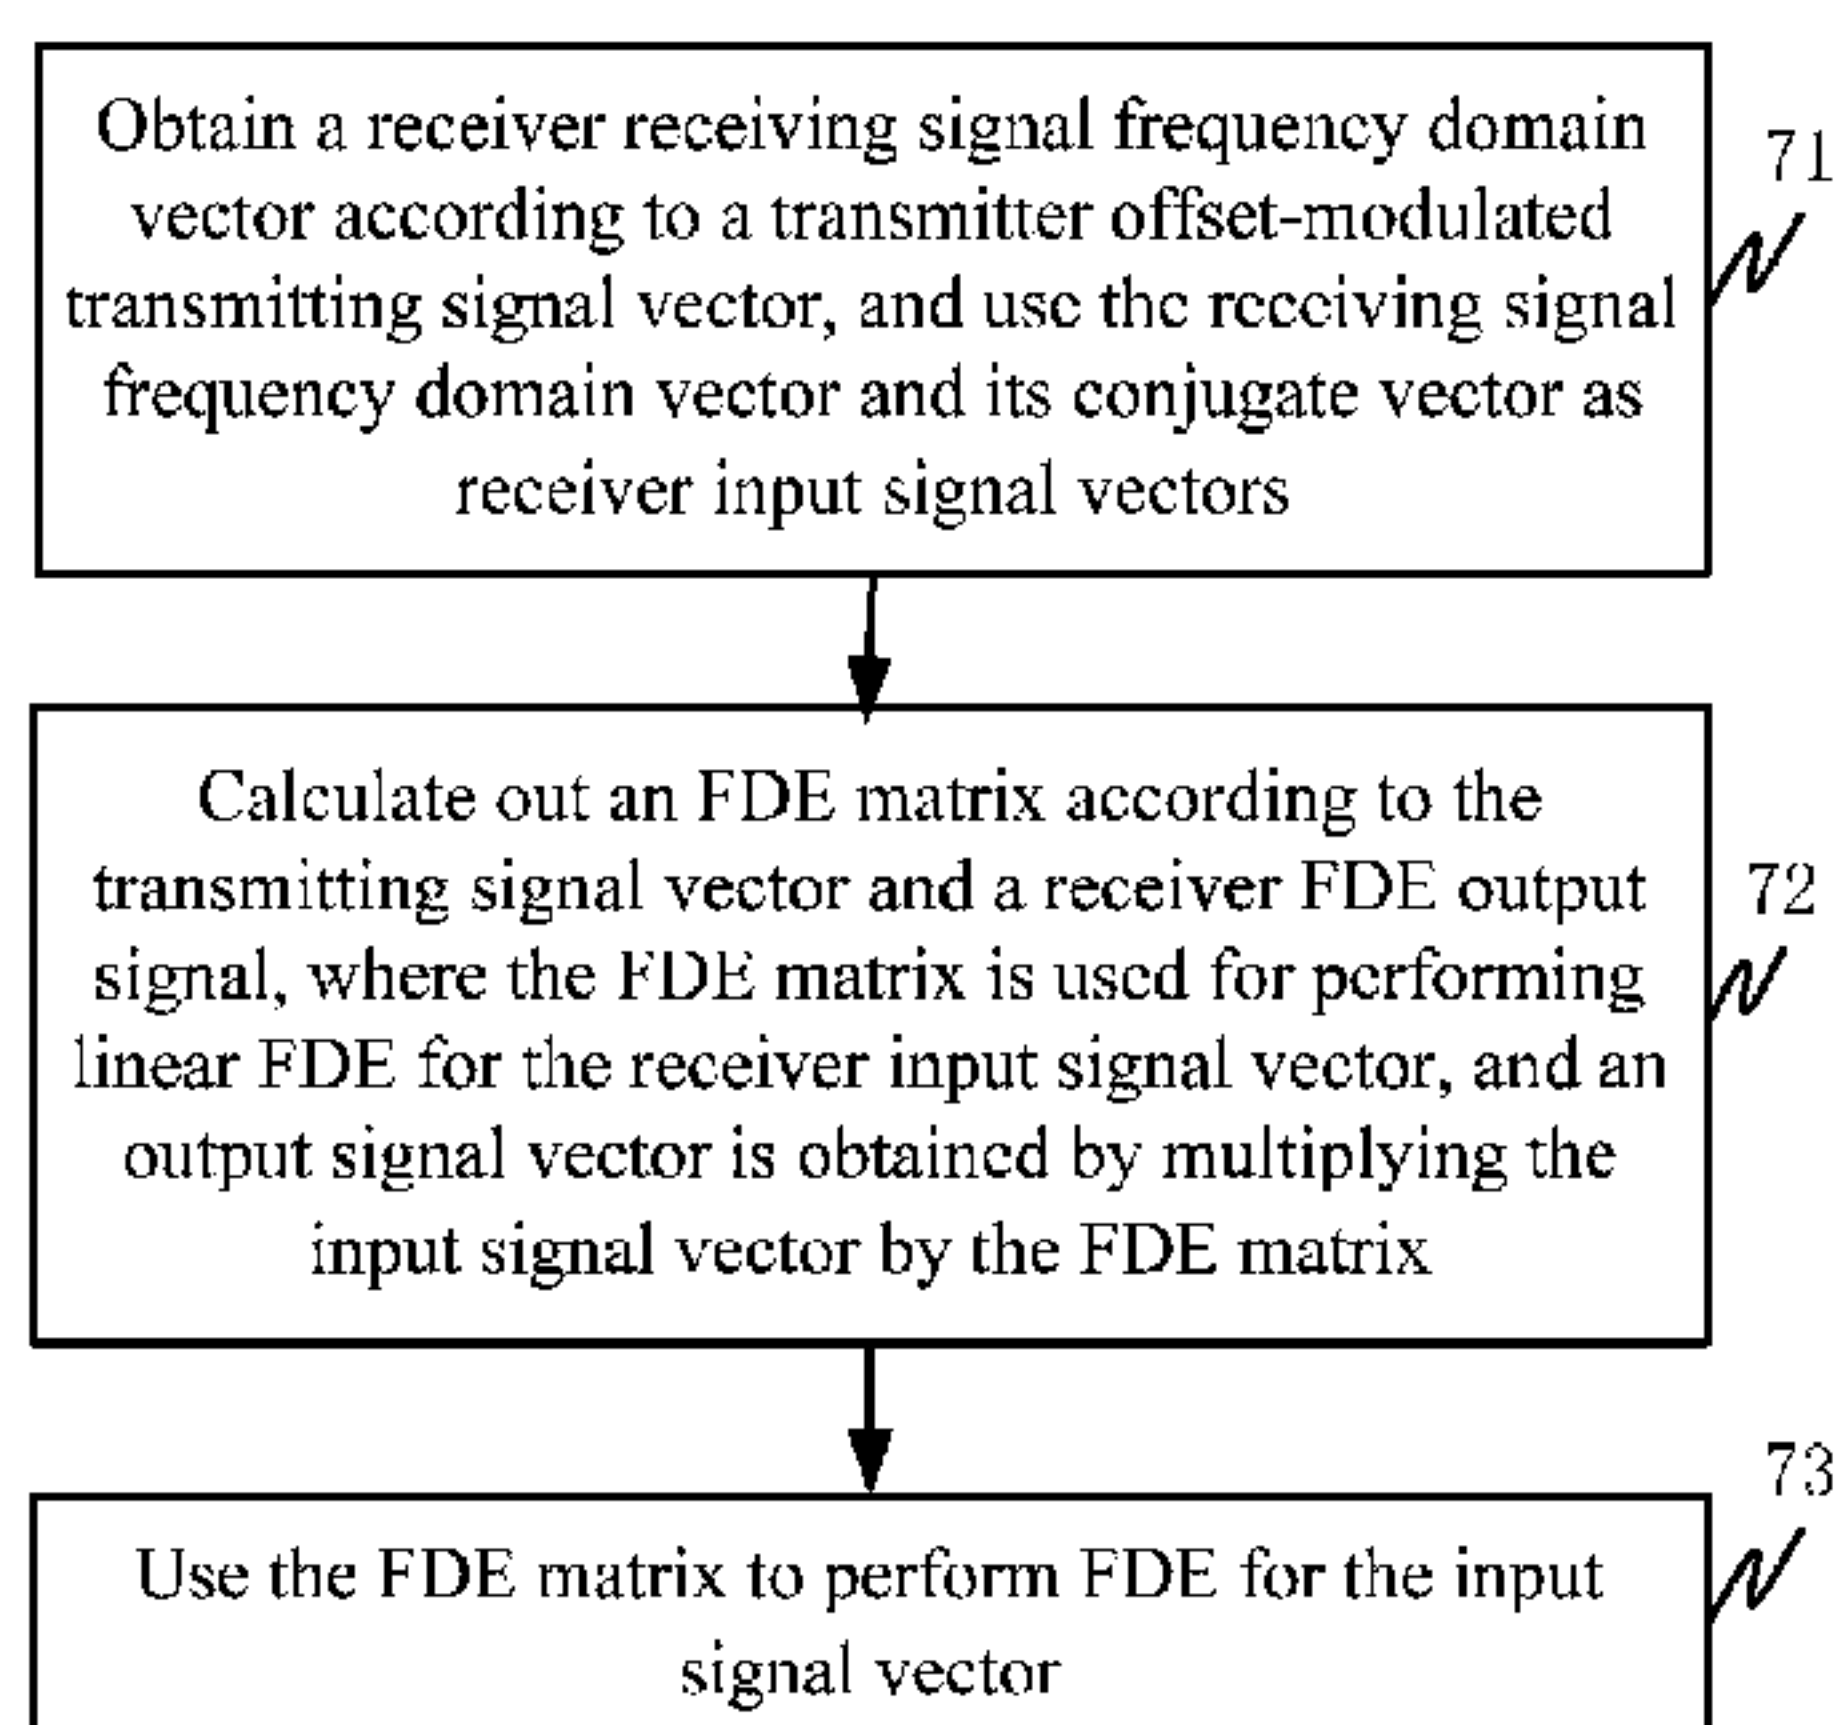 Obtain a receiver receiving signal frequency domain
vector according to a transmitter offset-modulated
transmitting signal vector, and use the receiving signal
frequency domain vector and its conjugate vector as
receiver input signal vectors
71
Calculate out an FDE matrix according to the
transmitting signal vector and a receiver FDE output
signal, where the FDE matrix is used for performing
linear FDE for the receiver input signal vector, and an
output signal vector is obtained by multiplying the
input signal vector by the FDE matrix
72
Use the FDE matrix to perform FDE for the input
signal vector
73